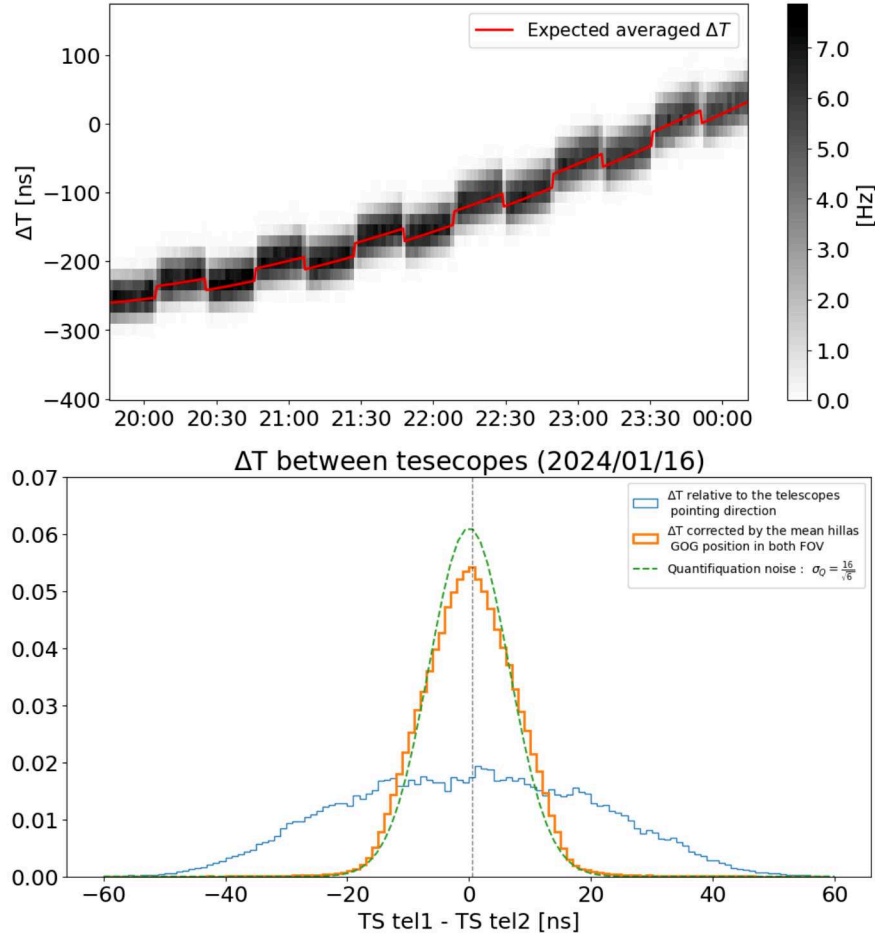 Expected averaged ΔT
100
0
−100
−200
−300
−400
ΔT [ns]
20:00 20:30 21:00 21:30 22:00 22:30 23:00 23:30 00:00
7.0
6.0
5.0
4.0
3.0
2.0
1.0
0.0
[Hz]
ΔT between tesecopes (2024/01/16)
0.07
0.06
0.05
0.04
0.03
0.02
0.01
0.00
ΔT relative to the telescopes
pointing direction
ΔT corrected by the mean hillas
GOG position in both FOV
Quantifiquation noise : σ_Q = 16/√6
−60 −40 −20 0 20 40 60
TS tel1 - TS tel2 [ns]